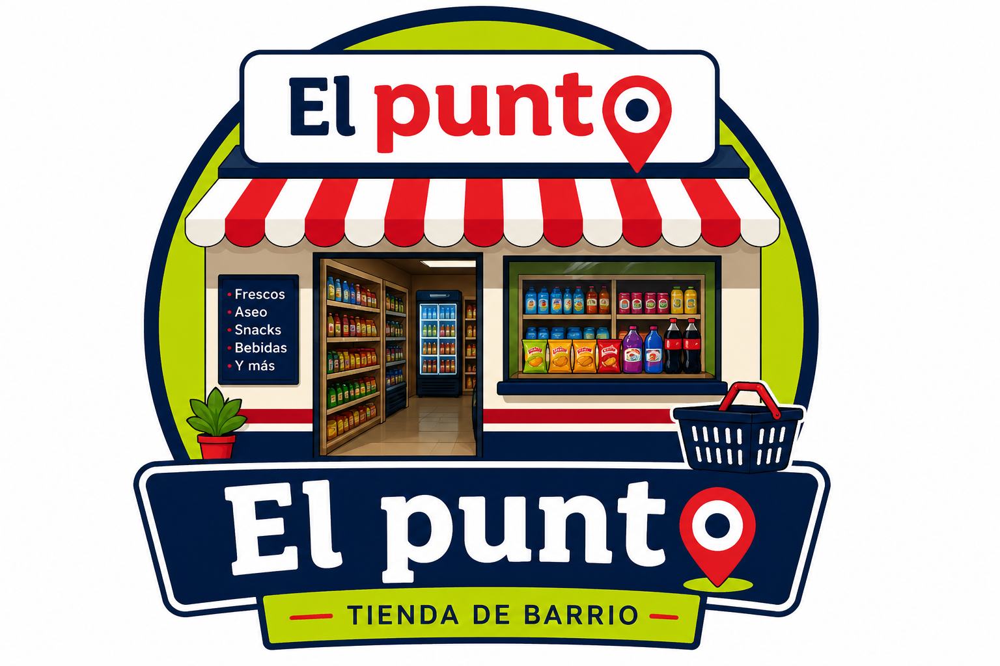 El punto
Frescos
Aseo
Snacks
Bebidas
Y más
El punto
TIENDA DE BARRIO